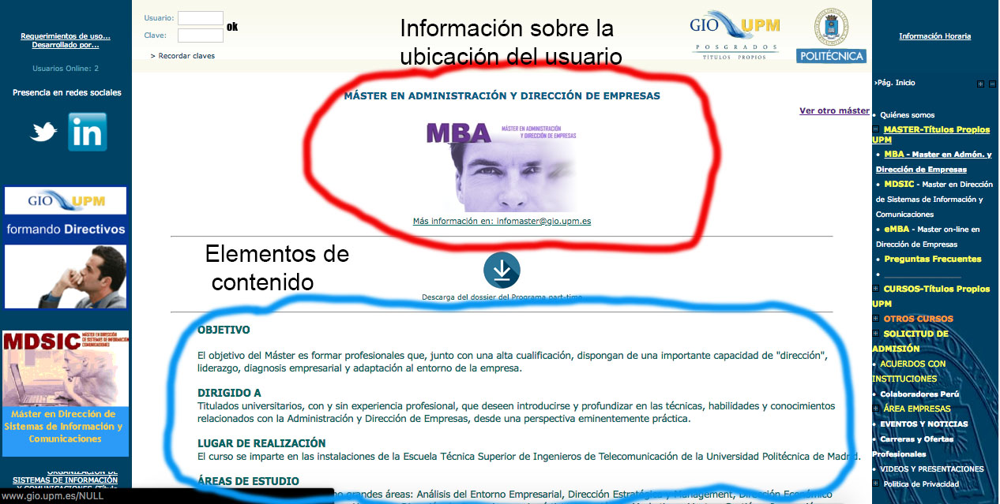 Requerimientos de uso...
Desarrollado por...
Usuarios Online: 2
Presencia en redes sociales
in
GIO UPM
formando Directivos
MDSIC MÁSTER EN DIRECCIÓN
DE SISTEMAS DE INFORMACIÓN
COMUNICACIONES
Máster en Dirección de
Sistemas de Información y
Comunicaciones
ORGANIZACIÓN DE
SISTEMAS DE INFORMACIÓN
www.gio.upm.es/NULL
Usuario:
Clave:
ok
> Recordar claves
Información sobre la
ubicación del usuario
GIO UPM
POSGRADOS
TÍTULOS PROPIOS
POLITÉCNICA
MÁSTER EN ADMINISTRACIÓN Y DIRECCIÓN DE EMPRESAS
Ver otro máster
MBA MÁSTER EN ADMINISTRACIÓN
Y DIRECCIÓN DE EMPRESAS
Más información en: infomaster@gio.upm.es
Elementos de
contenido
Descarga del dossier del Programa part-time
OBJETIVO
El objetivo del Máster es formar profesionales que, junto con una alta cualificación, dispongan de una importante capacidad de "dirección",
liderazgo, diagnosis empresarial y adaptación al entorno de la empresa.
DIRIGIDO A
Titulados universitarios, con y sin experiencia profesional, que deseen introducirse y profundizar en las técnicas, habilidades y conocimientos
relacionados con la Administración y Dirección de Empresas, desde una perspectiva eminentemente práctica.
LUGAR DE REALIZACIÓN
El curso se imparte en las instalaciones de la Escuela Técnica Superior de Ingenieros de Telecomunicación de la Universidad Politécnica de Madrid.
ÁREAS DE ESTUDIO
grandes áreas: Análisis del Entorno Empresarial, Dirección Estratégica y Management, Dirección Económico
Información Horaria
>Pág. Inicio
• Quiénes somos
MASTER-Títulos Propios
UPM
• MBA - Master en Admón. y
Dirección de Empresas
• MDSIC - Master en Dirección
de Sistemas de Información y
Comunicaciones
• eMBA - Master on-line en
Dirección de Empresas
• Preguntas Frecuentes
• ___________________
CURSOS-Títulos Propios
UPM
OTROS CURSOS
SOLICITUD DE
ADMISIÓN
• ACUERDOS CON
INSTITUCIONES
• Colaboradores Perú
ÁREA EMPRESAS
• EVENTOS Y NOTICIAS
• Carreras y Ofertas
Profesionales
• VIDEOS Y PRESENTACIONES
Política de Privacidad